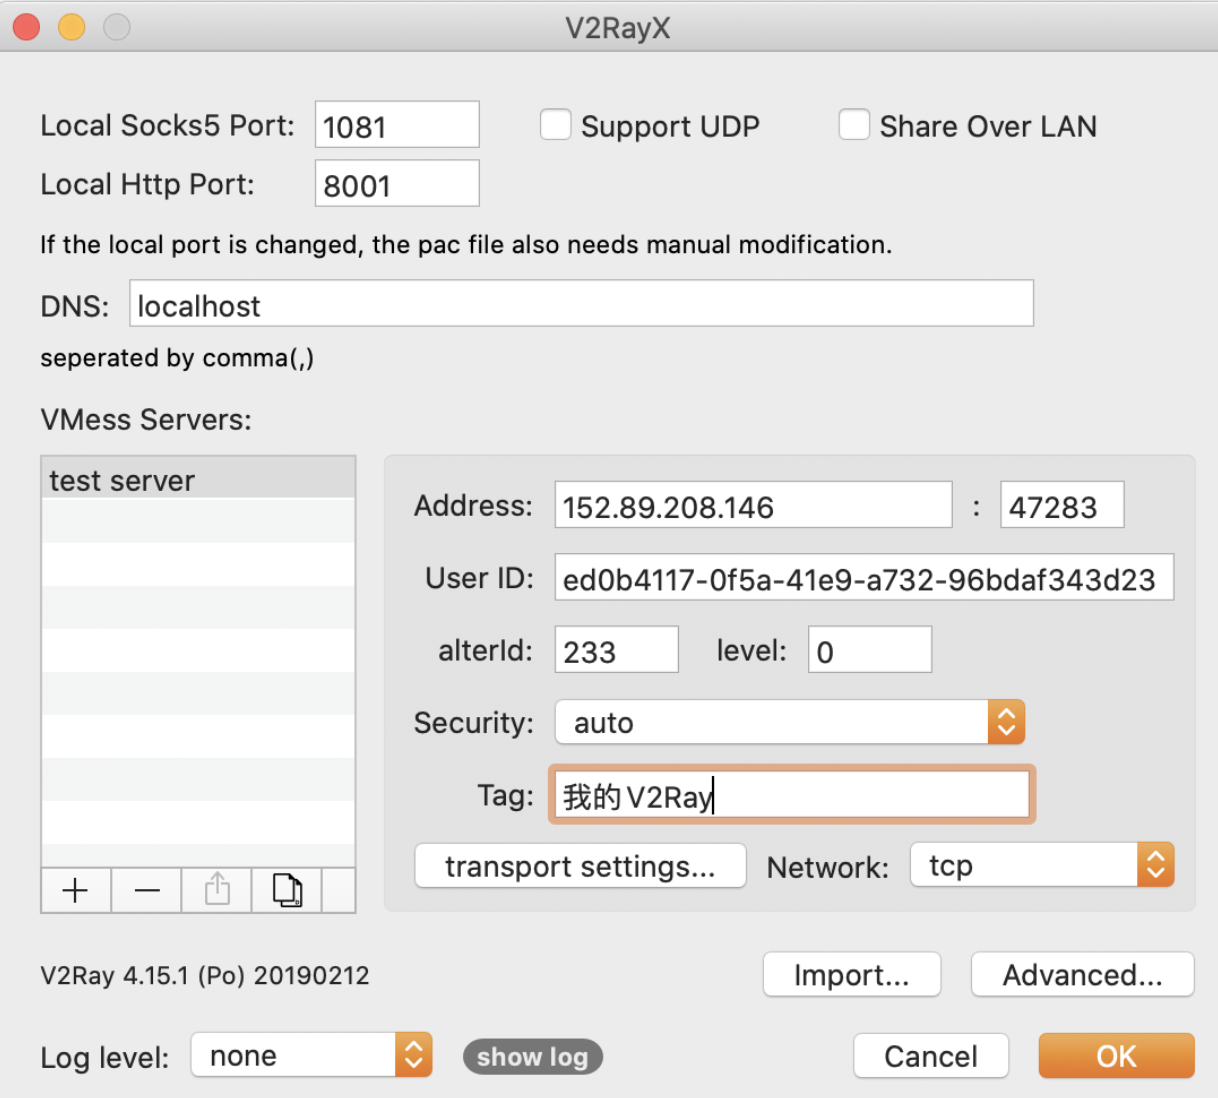 V2RayX
Local Socks5 Port: 1081 Support UDP Share Over LAN
Local Http Port: 8001
If the local port is changed, the pac file also needs manual modification.
DNS: localhost
seperated by comma(,)
VMess Servers:
test server
Address: 152.89.208.146 : 47283
User ID: ed0b4117-0f5a-41e9-a732-96bdaf343d23
alterId: 233 level: 0
Security: auto
Tag: 我的V2Ray
transport settings... Network: tcp
V2Ray 4.15.1 (Po) 20190212 Import... Advanced...
Log level: none show log Cancel OK